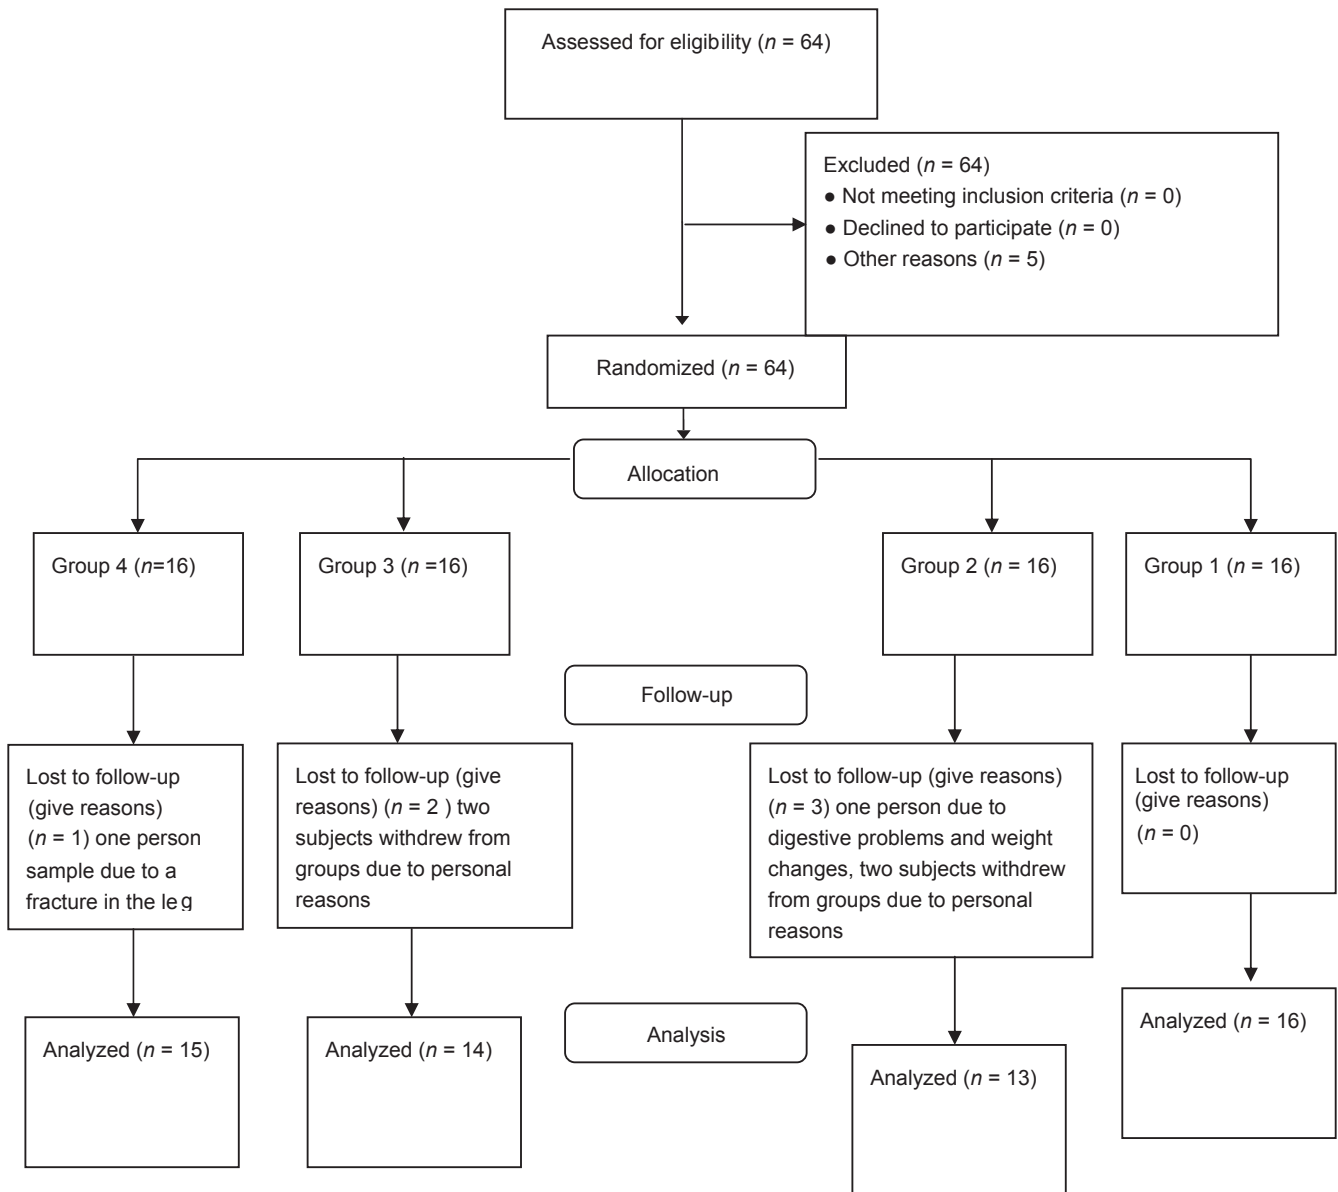 Assessed for eligibility (n = 64)
Excluded (n = 64)
● Not meeting inclusion criteria (n = 0)
● Declined to participate (n = 0)
● Other reasons (n = 5)
Randomized (n = 64)
Allocation
Group 4 (n=16)
Group 3 (n =16)
Group 2 (n = 16)
Group 1 (n = 16)
Follow-up
Lost to follow-up
(give reasons)
(n = 1) one person
sample due to a
fracture in the leg
Lost to follow-up (give
reasons) (n = 2 ) two
subjects withdrew from
groups due to personal
reasons
Lost to follow-up (give reasons)
(n = 3) one person due to
digestive problems and weight
changes, two subjects withdrew
from groups due to personal
reasons
Lost to follow-up
(give reasons)
(n = 0)
Analysis
Analyzed (n = 15)
Analyzed (n = 14)
Analyzed (n = 13)
Analyzed (n = 16)